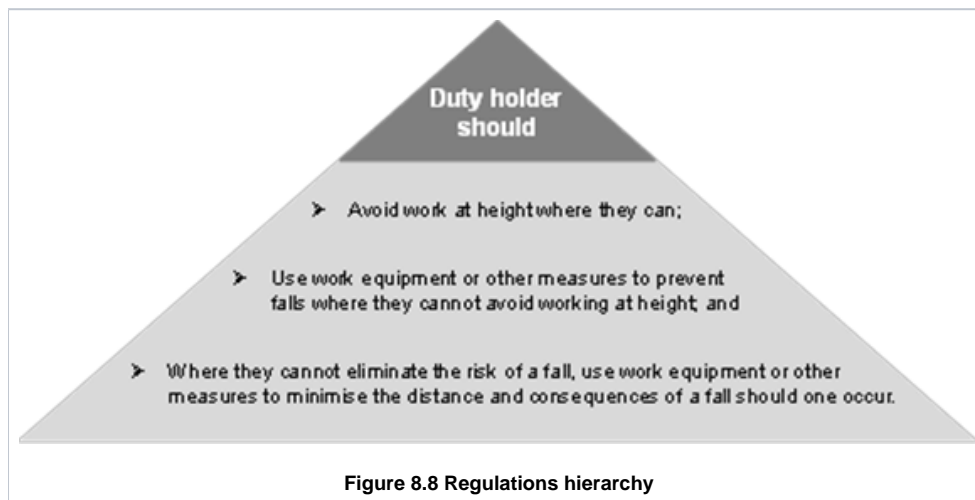 Duty holder
should
➢ Avoid work at height where they can;
➢ Use work equipment or other measures to prevent
falls where they cannot avoid working at height; and
➢ Where they cannot eliminate the risk of a fall, use work equipment or other
measures to minimise the distance and consequences of a fall should one occur.
Figure 8.8 Regulations hierarchy